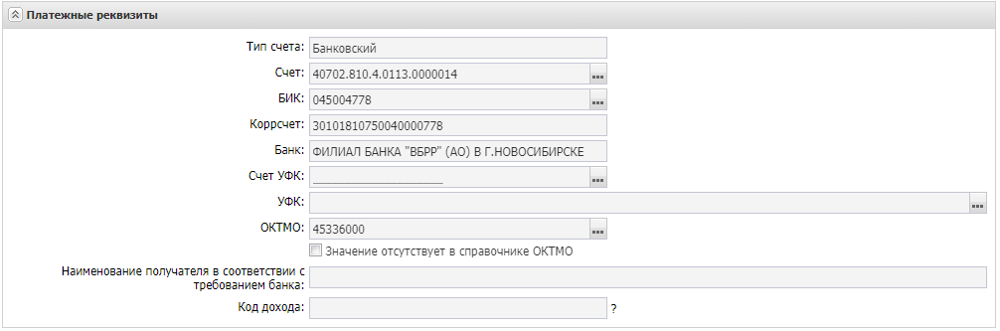 Платежные реквизиты
Тип счета: Банковский
Счет: 40702.810.4.0113.0000014 ...
БИК: 045004778 ...
Коррсчет: 30101810750040000778
Банк: ФИЛИАЛ БАНКА "ВБРР" (АО) В Г.НОВОСИБИРСКЕ
Счет УФК: ____________________ ...
УФК: ...
ОКТМО: 45336000 ...
Значение отсутствует в справочнике ОКТМО
Наименование получателя в соответствии с
требованием банка:
Код дохода: ?